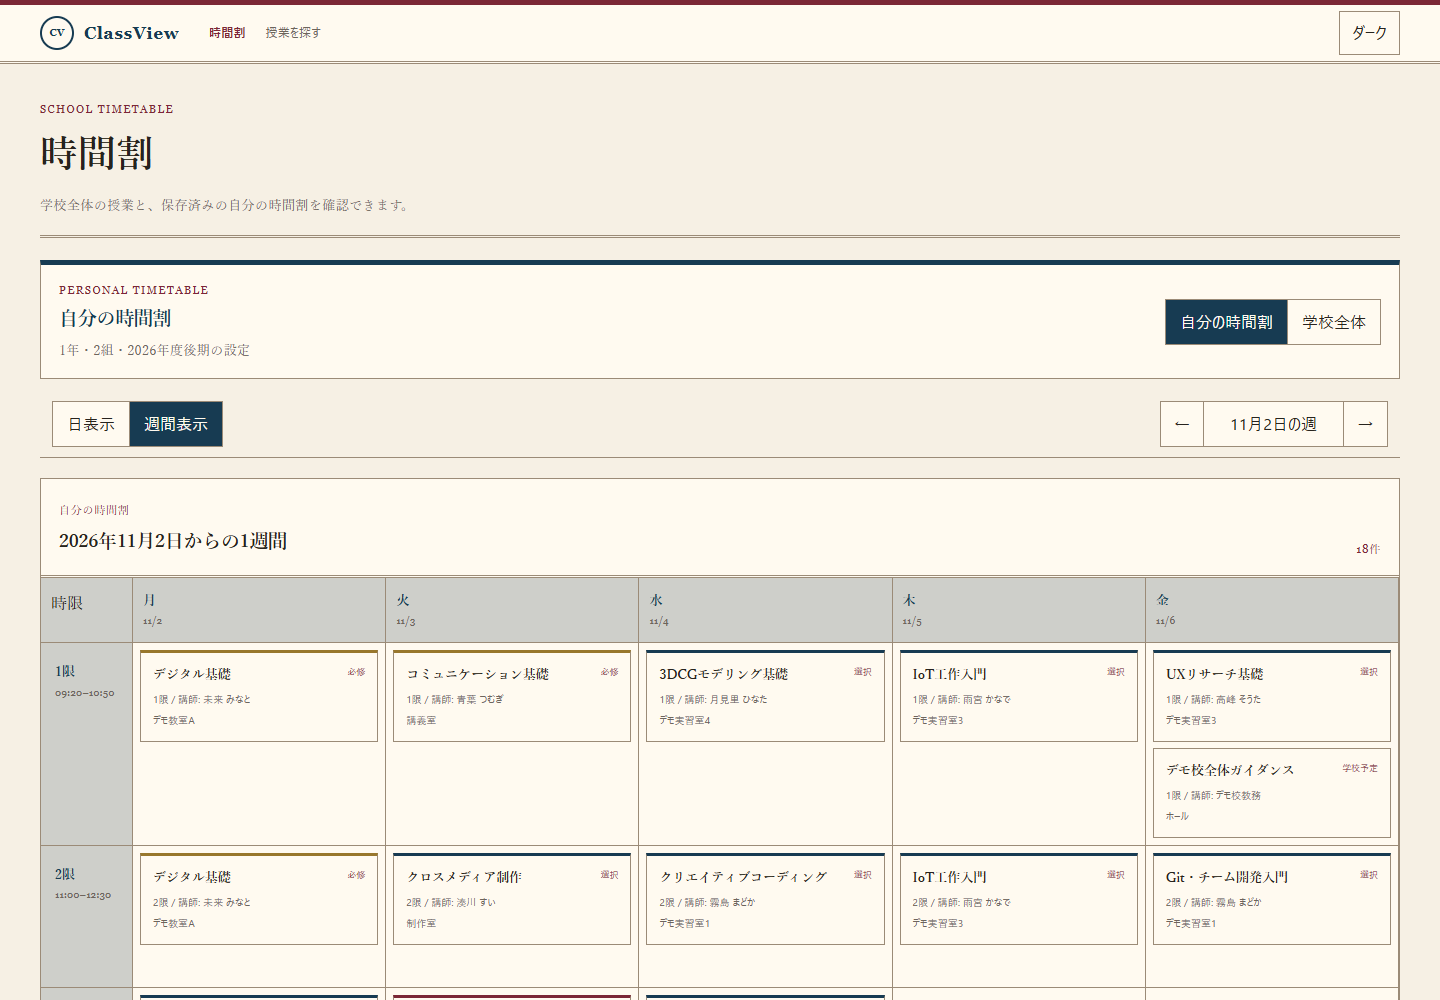 CV ClassView 時間割 授業を探す ダーク
SCHOOL TIMETABLE
時間割
学校全体の授業と、保存済みの自分の時間割を確認できます。
PERSONAL TIMETABLE
自分の時間割
1年・2組・2026年度後期の設定
自分の時間割 学校全体
日表示 週間表示
← 11月2日の週 →
自分の時間割
2026年11月2日からの1週間
18件
時限 月 火 水 木 金
11/2 11/3 11/4 11/5 11/6
1限
09:20–10:50
デジタル基礎 必修
1限 / 講師: 未来 みなと
デモ教室A
コミュニケーション基礎 必修
1限 / 講師: 青葉 つむぎ
講義室
3DCGモデリング基礎 選択
1限 / 講師: 月見里 ひなた
デモ実習室4
IoT工作入門 選択
1限 / 講師: 雨宮 かなで
デモ実習室3
UXリサーチ基礎 選択
1限 / 講師: 高峰 そうた
デモ実習室3
デモ校全体ガイダンス 学校予定
1限 / 講師: デモ校教務
ホール
2限
11:00–12:30
デジタル基礎 必修
2限 / 講師: 未来 みなと
デモ教室A
クロスメディア制作 選択
2限 / 講師: 湊川 すい
制作室
クリエイティブコーディング 選択
2限 / 講師: 霧島 まどか
デモ実習室1
IoT工作入門 選択
2限 / 講師: 雨宮 かなで
デモ実習室3
Git・チーム開発入門 選択
2限 / 講師: 霧島 まどか
デモ実習室1